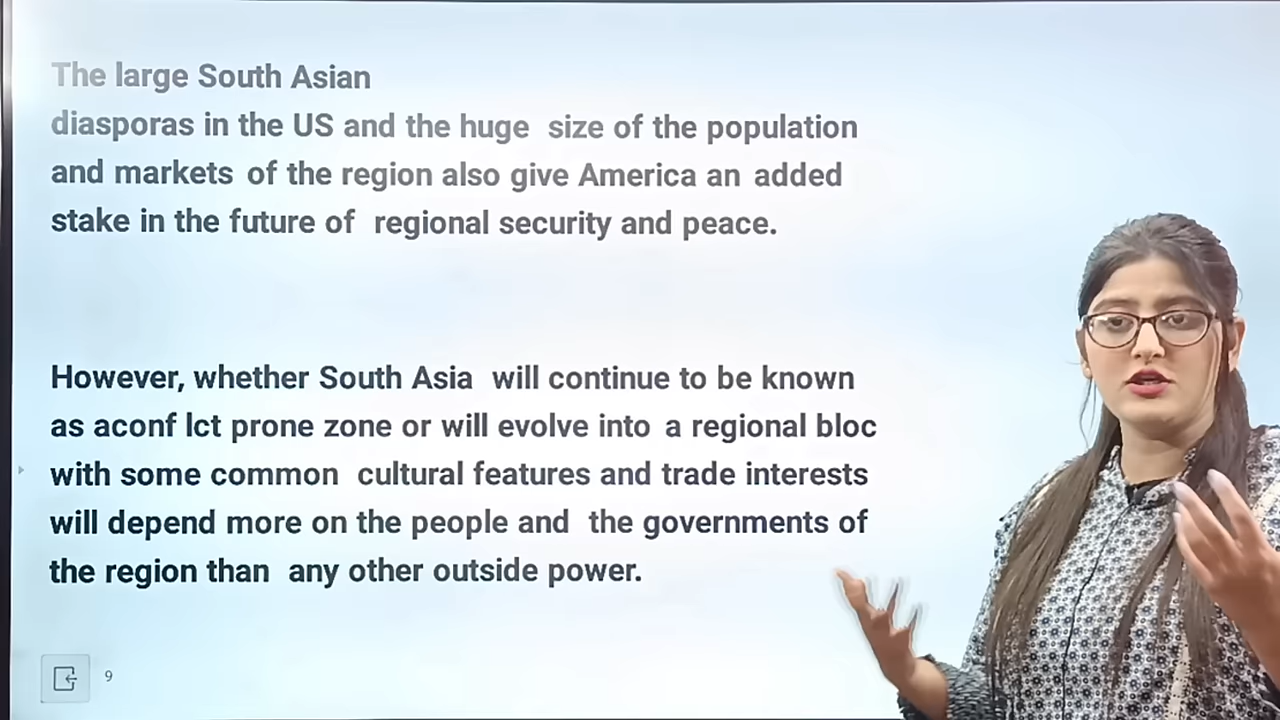 The large South Asian
diasporas in the US and the huge size of the population
and markets of the region also give America an added
stake in the future of regional security and peace.
However, whether South Asia will continue to be known
as aconf lct prone zone or will evolve into a regional bloc
with some common cultural features and trade interests
will depend more on the people and the governments of
the region than any other outside power.
9